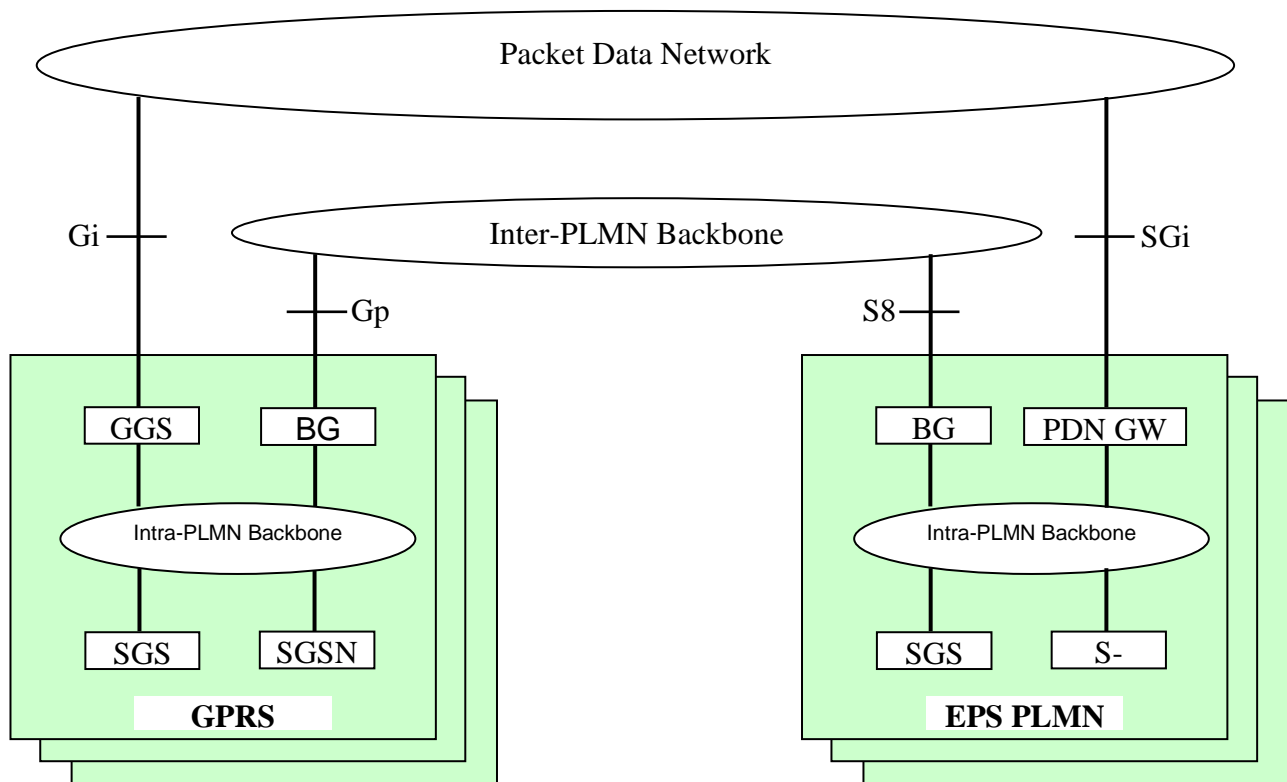 Packet Data Network
Inter-PLMN Backbone
Gi
SGi
Gp
S8
GGS
BG
BG
PDN GW
Intra-PLMN Backbone
Intra-PLMN Backbone
SGS
SGSN
SGS
S-
GPRS
EPS PLMN